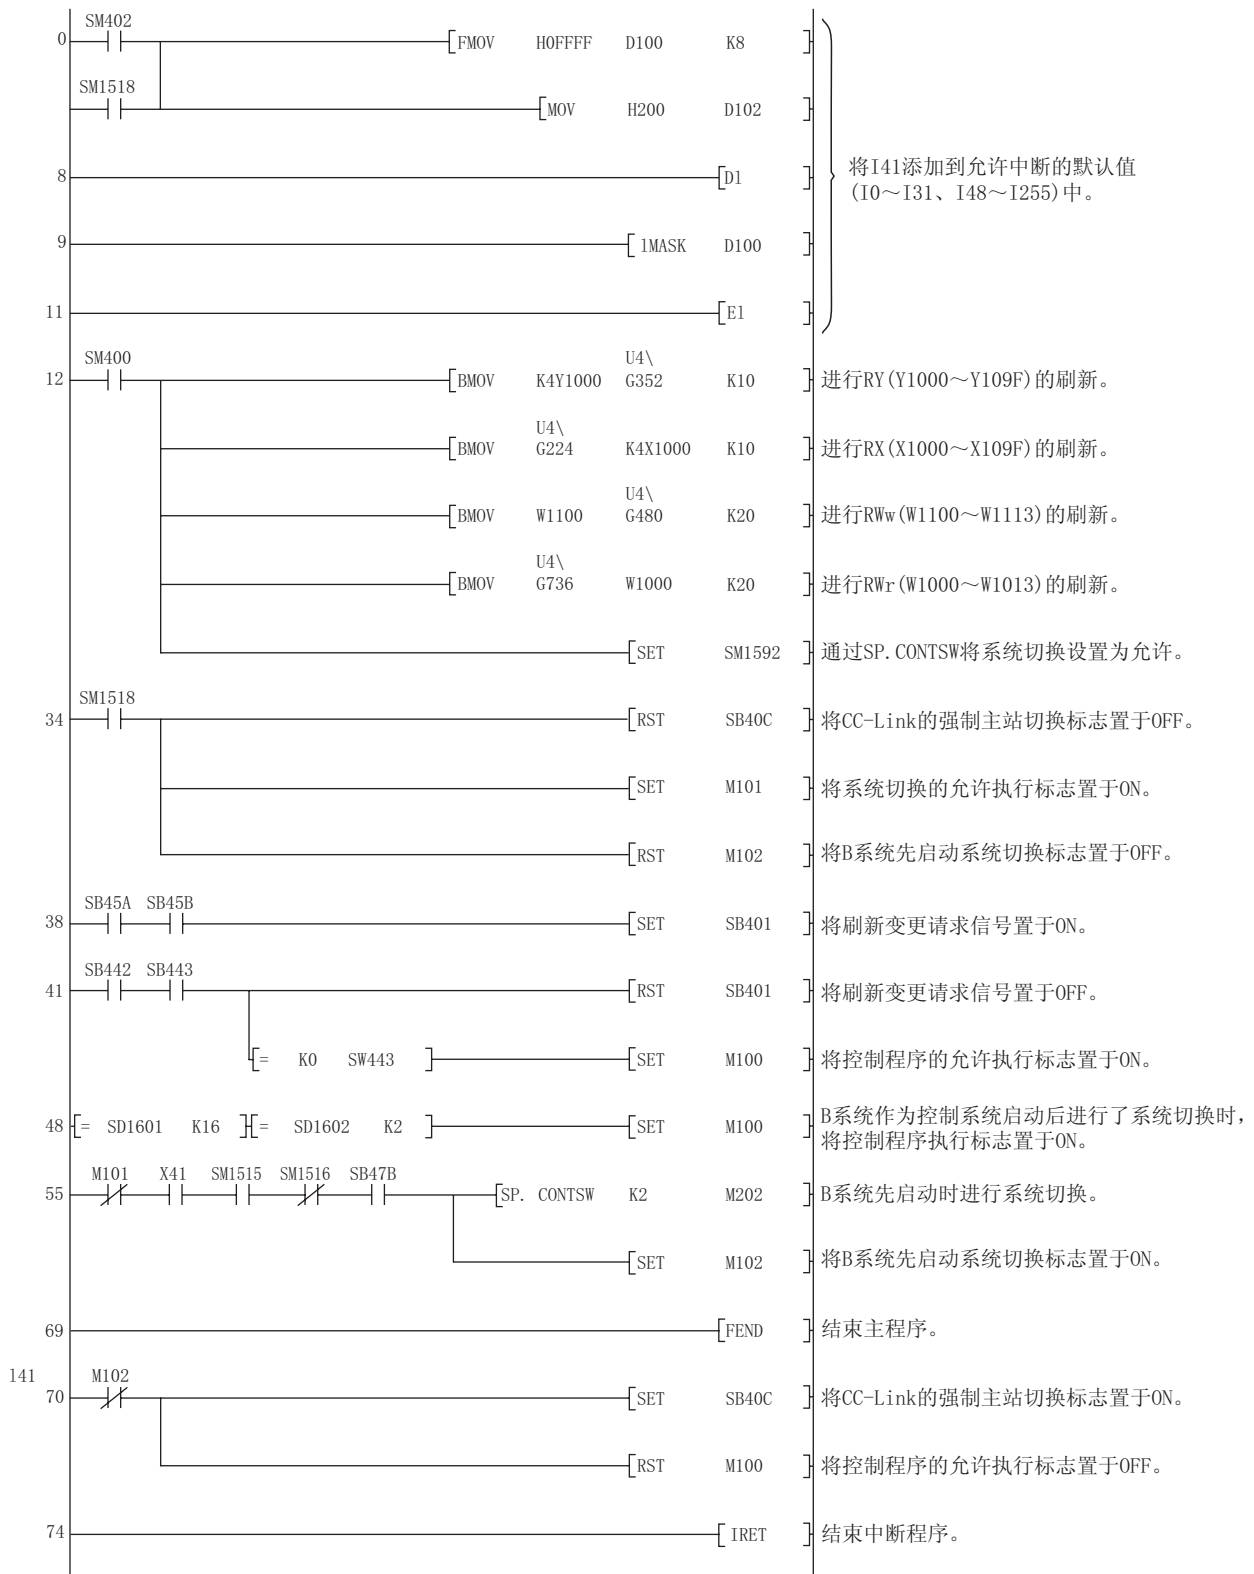 SM402
0 FMOV H0FFFF D100 K8
SM1518
MOV H200 D102
8 D1
将I41添加到允许中断的默认值
(I0～I31、I48～I255)中。
9 1MASK D100
11 E1
SM400 U4\
12 BMOV K4Y1000 G352 K10 进行RY(Y1000～Y109F)的刷新。
U4\
BMOV G224 K4X1000 K10 进行RX(X1000～X109F)的刷新。
U4\
BMOV W1100 G480 K20 进行RWw(W1100～W1113)的刷新。
U4\
BMOV G736 W1000 K20 进行RWr(W1000～W1013)的刷新。
SET SM1592 通过SP.CONTSW将系统切换设置为允许。
SM1518
34 RST SB40C 将CC-Link的强制主站切换标志置于OFF。
SET M101 将系统切换的允许执行标志置于ON。
RST M102 将B系统先启动系统切换标志置于OFF。
SB45A SB45B
38 SET SB401 将刷新变更请求信号置于ON。
SB442 SB443
41 RST SB401 将刷新变更请求信号置于OFF。
= K0 SW443 SET M100 将控制程序的允许执行标志置于ON。
48 = SD1601 K16 = SD1602 K2 SET M100 B系统作为控制系统启动后进行了系统切换时，
将控制程序执行标志置于ON。
M101 X41 SM1515 SM1516 SB47B
55 SP. CONTSW K2 M202 B系统先启动时进行系统切换。
SET M102 将B系统先启动系统切换标志置于ON。
69 FEND 结束主程序。
141 M102
70 SET SB40C 将CC-Link的强制主站切换标志置于ON。
RST M100 将控制程序的允许执行标志置于OFF。
74 IRET 结束中断程序。